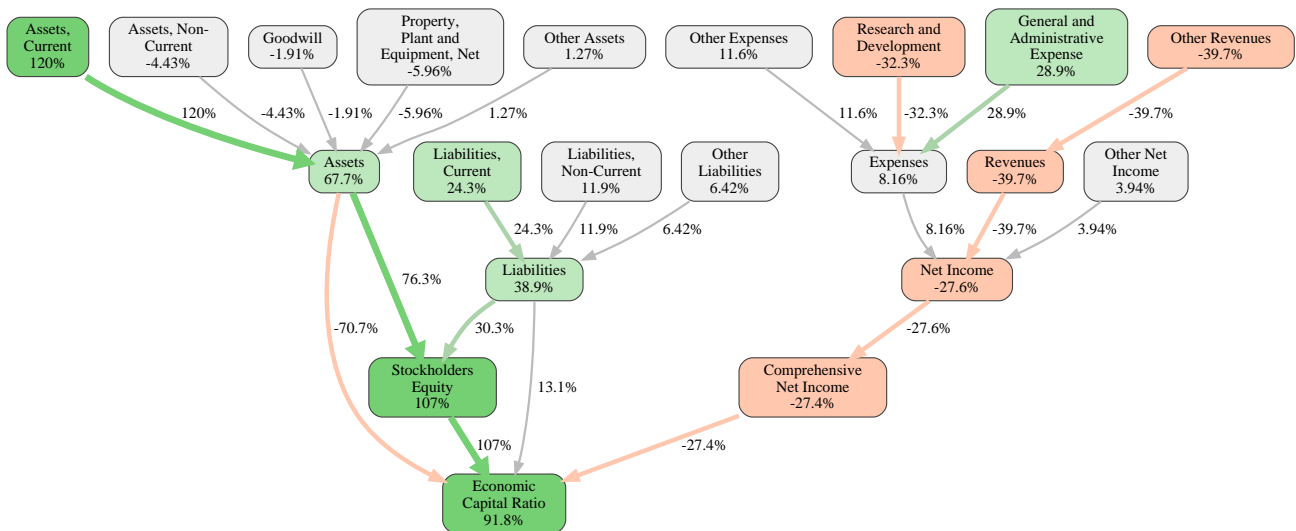 Assets,
Current
120%
Assets, Non-
Current
-4.43%
Goodwill
-1.91%
Property,
Plant and
Equipment, Net
-5.96%
Other Assets
1.27%
Other Expenses
11.6%
Research and
Development
-32.3%
General and
Administrative
Expense
28.9%
Other Revenues
-39.7%
120%
-4.43%
-1.91%
-5.96%
1.27%
11.6%
-32.3%
28.9%
-39.7%
Assets
67.7%
Liabilities,
Current
24.3%
Liabilities,
Non-Current
11.9%
Other
Liabilities
6.42%
Expenses
8.16%
Revenues
-39.7%
Other Net
Income
3.94%
24.3%
11.9%
6.42%
8.16%
-39.7%
3.94%
76.3%
Liabilities
38.9%
Net Income
-27.6%
-70.7%
30.3%
-27.6%
Stockholders
Equity
107%
13.1%
Comprehensive
Net Income
-27.4%
107%
-27.4%
Economic
Capital Ratio
91.8%